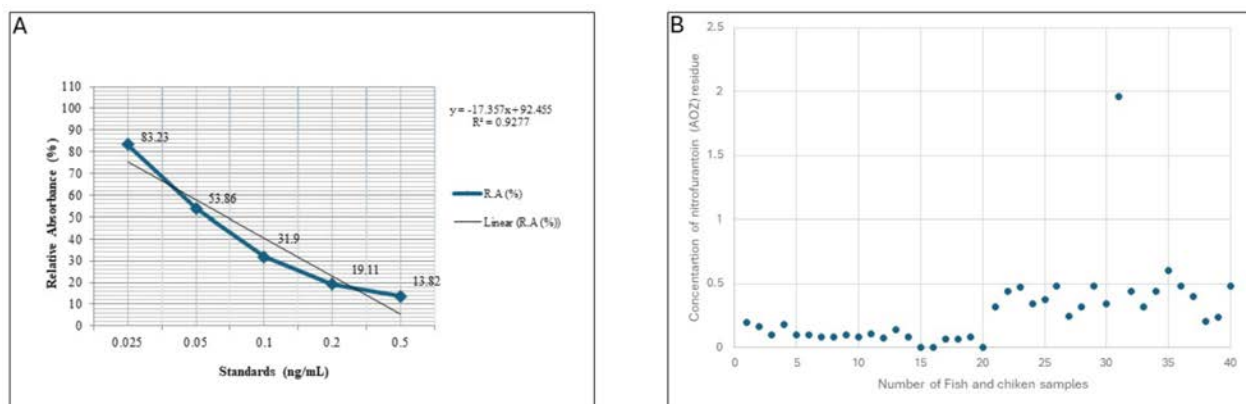 A
110
100
90
80
70
60
50
40
30
20
10
0
Relative Absorbance (%)
83.23
53.86
31.9
19.11
13.82
0.025 0.05 0.1 0.2 0.5
Standards (ng/mL)
y = -17.357x + 92.455
R² = 0.9277
R.A (%)
Linear (R.A (%))
B
2.5
2
1.5
1
0.5
0
Concentartion of nitrofurantoin (AOZ) residue
0 5 10 15 20 25 30 35 40
Number of Fish and chiken samples